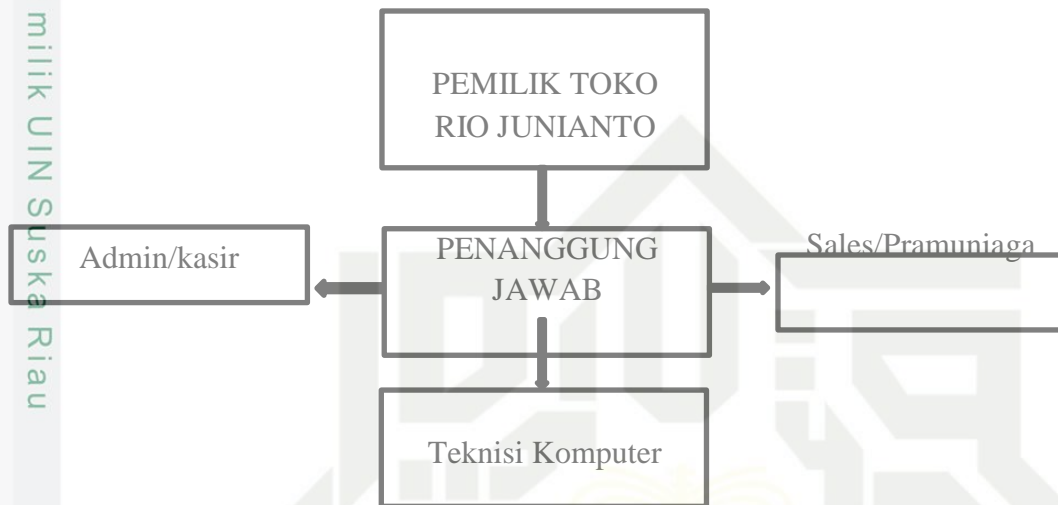 milik UIN Suska Riau
PEMILIK TOKO
RIO JUNIANTO
Admin/kasir
PENANGGUNG
JAWAB
Sales/Pramuniaga
Teknisi Komputer